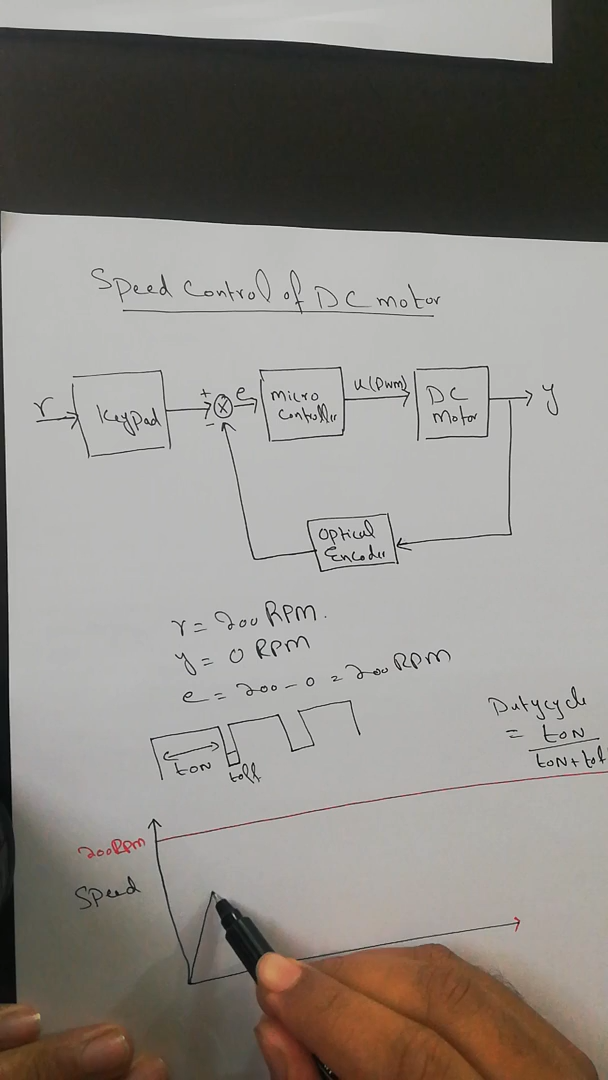 Speed Control of DC motor
r
Keypad
+
-
e
Micro
Controller
u(pwm)
DC
Motor
y
Optical
Encoder
r = 200 RPM.
y = 0 RPM
e = 200 - 0 = 200 RPM
tON
toff
Dutycycle
= tON
tON+tof
200RPM
Speed